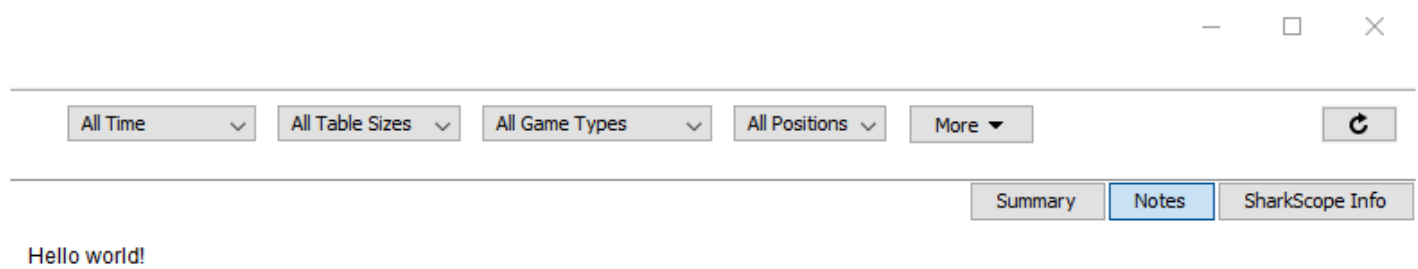 All Time All Table Sizes All Game Types All Positions More
Summary Notes SharkScope Info
Hello world!